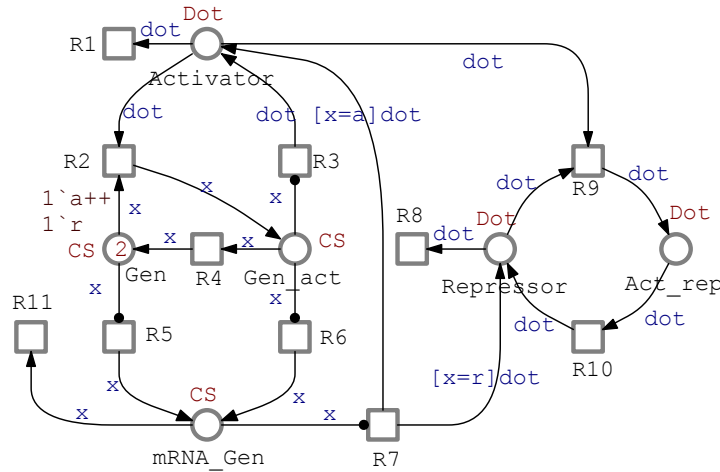 Dot
R1
dot
Activator
dot
dot
dot [x=a]dot
R2
x
R3
R9
dot
1`a++
1`r
x
x
dot
R8
Dot
Dot
CS
2
x
R4
x
CS
dot
Gen
Gen_act
Repressor
Act_rep
R11
x
x
R5
R6
dot
dot
R10
[x=r]dot
x
x
CS
x
x
mRNA_Gen
R7